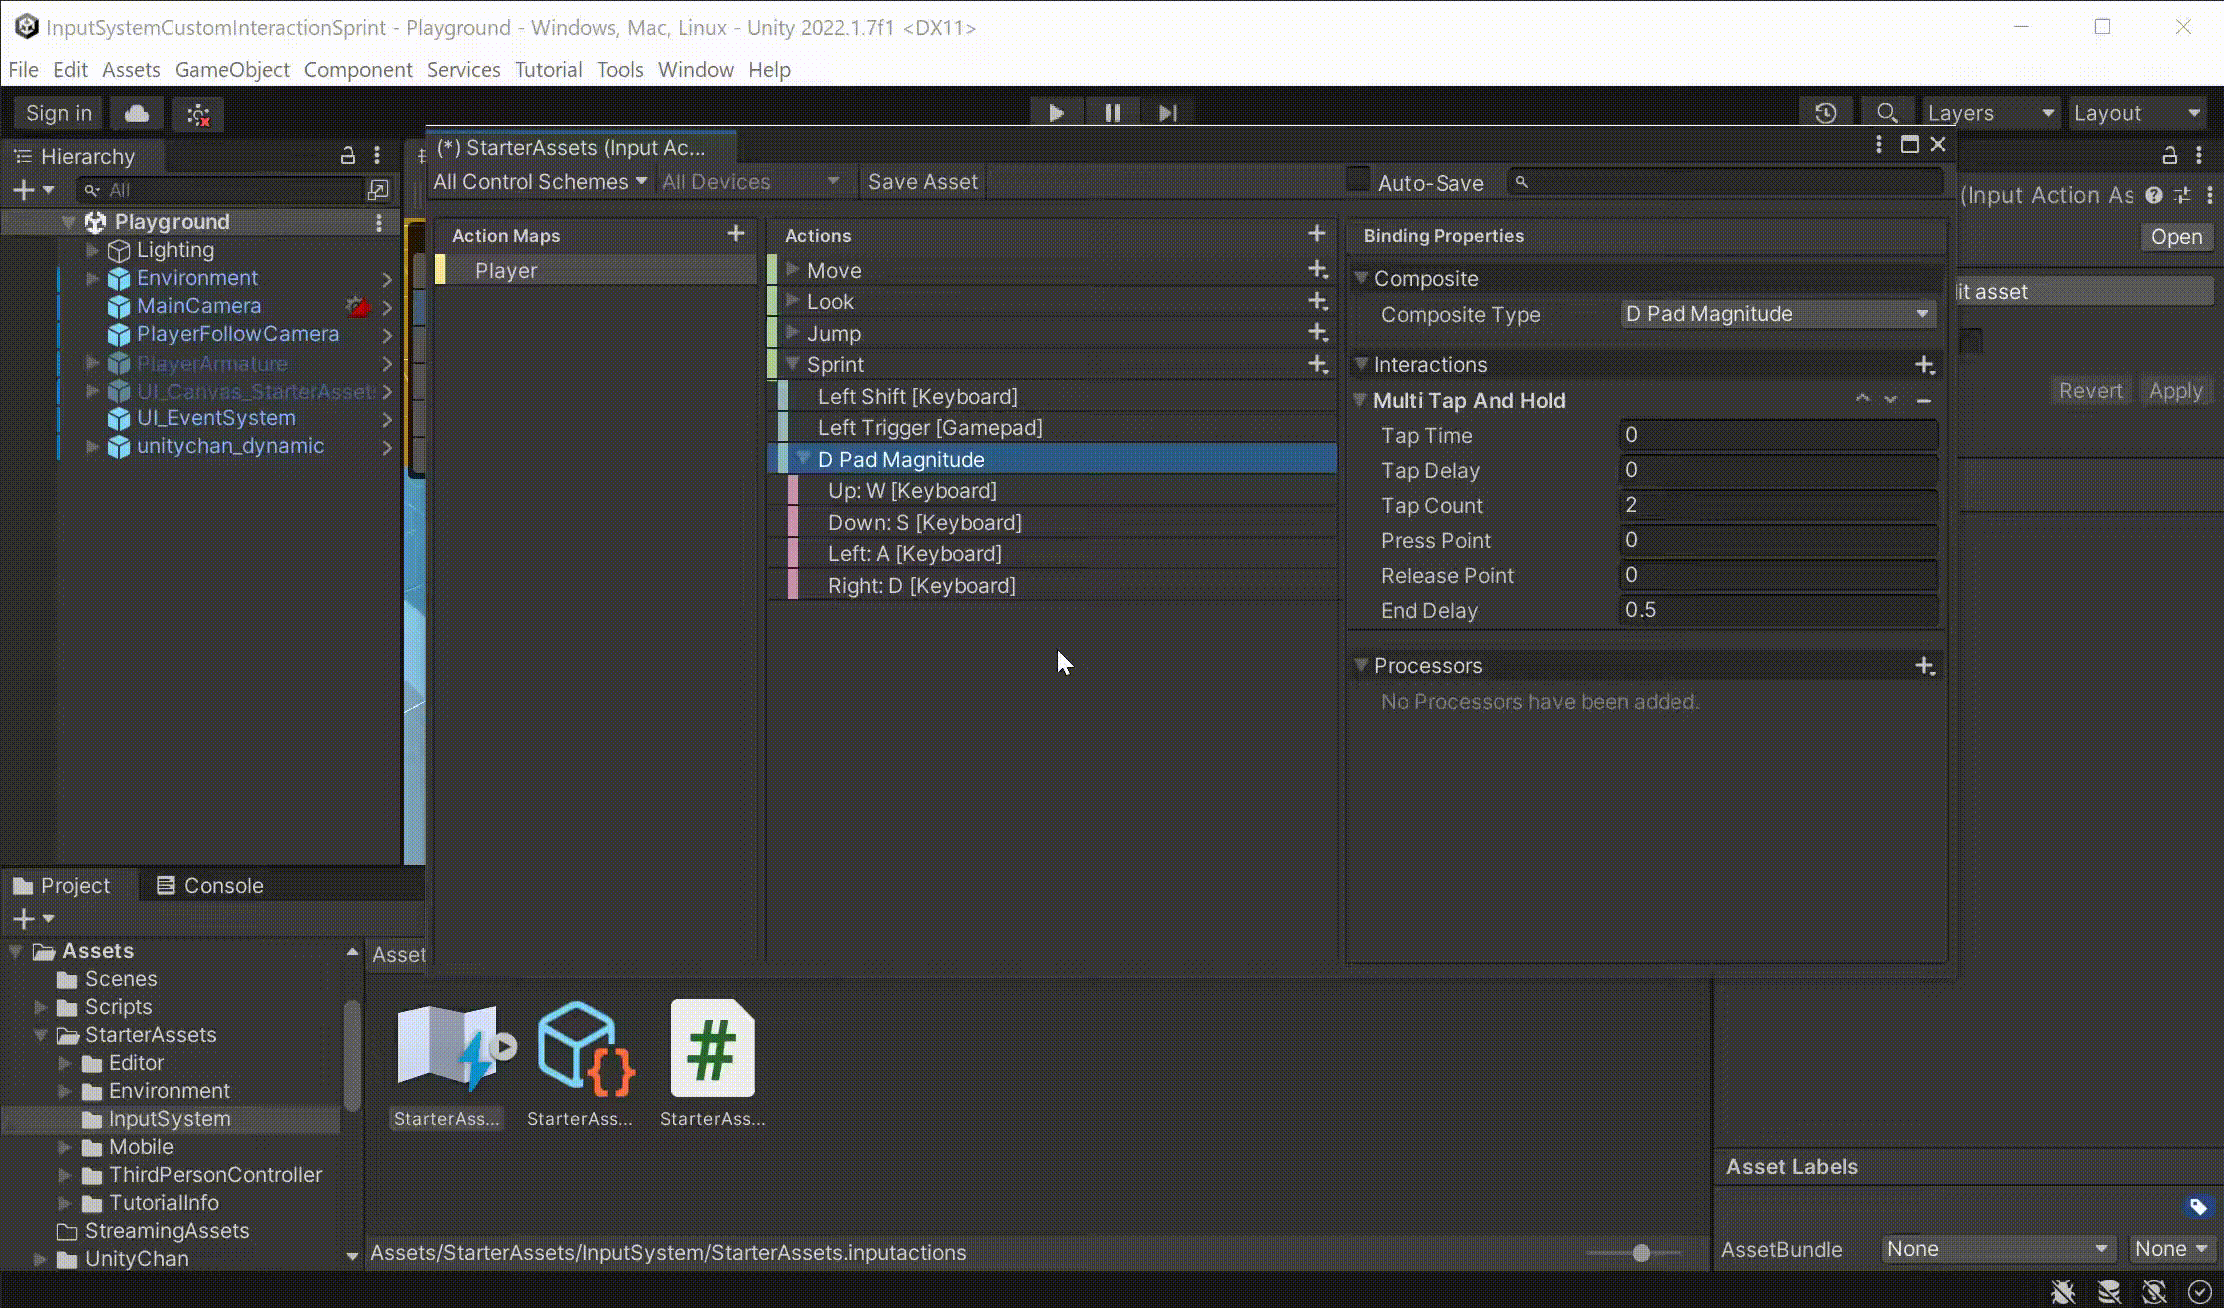 InputSystemCustomInteractionSprint - Playground - Windows, Mac, Linux - Unity 2022.1.7f1 <DX11>
File Edit Assets GameObject Component Services Tutorial Tools Window Help
Sign in
Layers
Layout
Hierarchy
All
Playground
Lighting
Environment
MainCamera
PlayerFollowCamera
PlayerArmature
UI_Canvas_StarterAsset
UI_EventSystem
unitychan_dynamic
(*) StarterAssets (Input Ac...
All Control Schemes
All Devices
Save Asset
Auto-Save
Action Maps
Player
Actions
Move
Look
Jump
Sprint
Left Shift [Keyboard]
Left Trigger [Gamepad]
D Pad Magnitude
Up: W [Keyboard]
Down: S [Keyboard]
Left: A [Keyboard]
Right: D [Keyboard]
Binding Properties
Composite
Composite Type D Pad Magnitude
Interactions
Multi Tap And Hold
Tap Time 0
Tap Delay 0
Tap Count 2
Press Point 0
Release Point 0
End Delay 0.5
Processors
No Processors have been added.
(Input Action As
Open
it asset
Revert Apply
Project
Console
Assets
Scenes
Scripts
StarterAssets
Editor
Environment
InputSystem
Mobile
ThirdPersonController
TutorialInfo
StreamingAssets
UnityChan
Asset
StarterAss...
StarterAss...
#
StarterAss...
Assets/StarterAssets/InputSystem/StarterAssets.inputactions
Asset Labels
AssetBundle None None